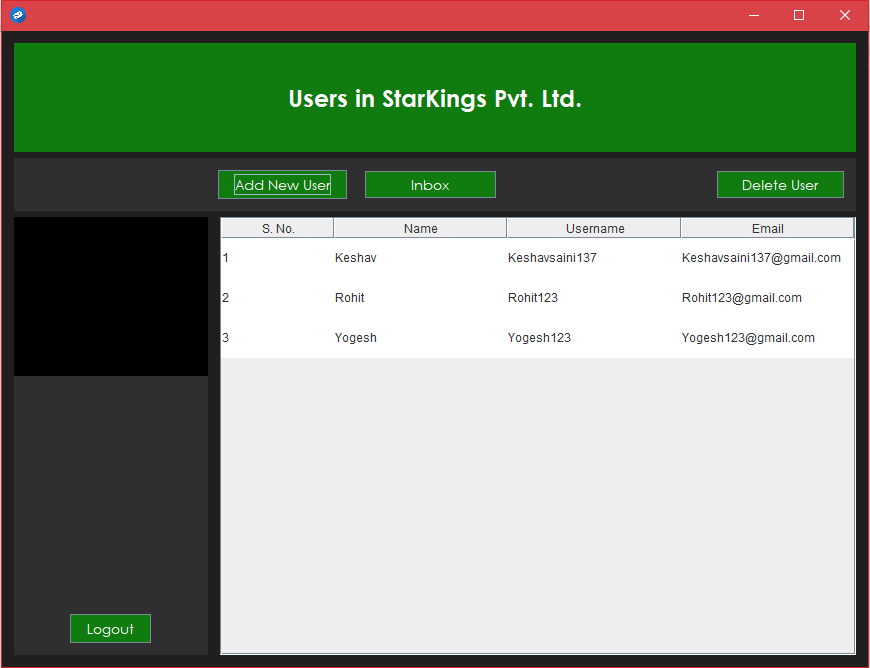 Users in StarKings Pvt. Ltd.
Add New User Inbox Delete User
S. No. Name Username Email
1 Keshav Keshavsaini137 Keshavsaini137@gmail.com
2 Rohit Rohit123 Rohit123@gmail.com
3 Yogesh Yogesh123 Yogesh123@gmail.com
Logout